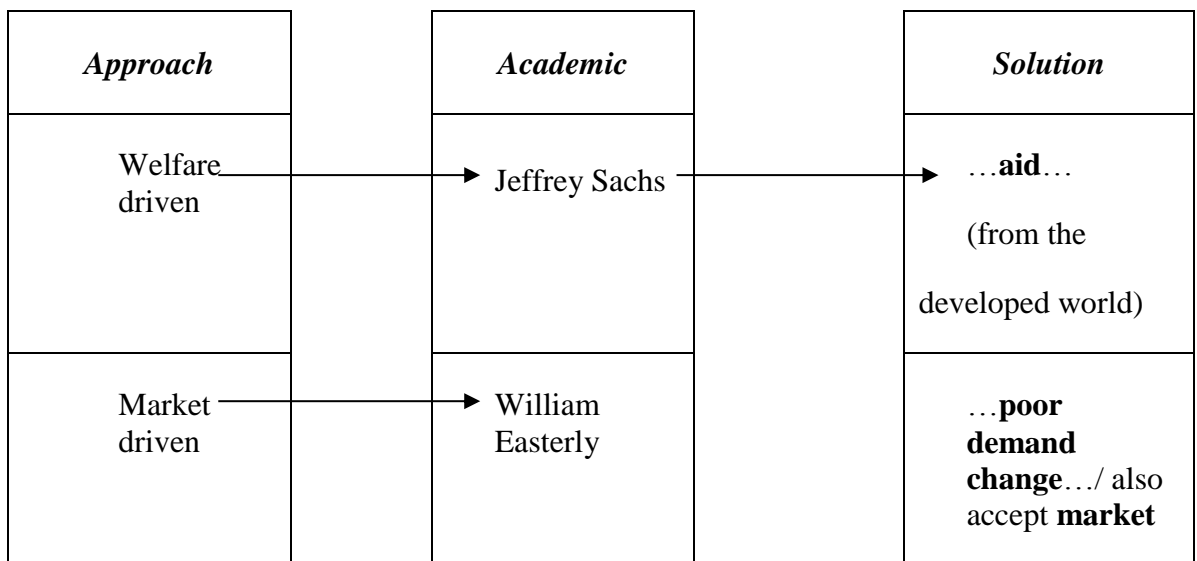 Approach
Academic
Solution
Welfare
driven
Jeffrey Sachs
…aid…
(from the
developed world)
Market
driven
William
Easterly
…poor
demand
change…/ also
accept market